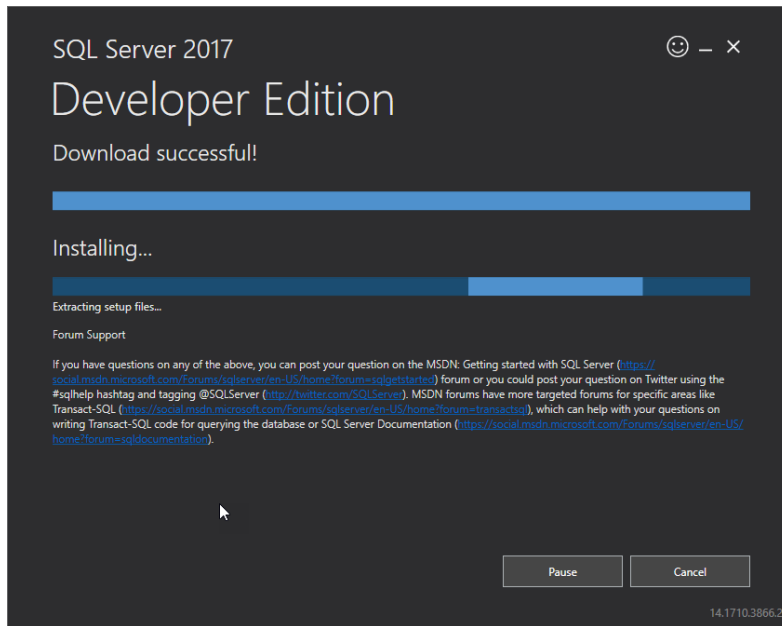 SQL Server 2017
Developer Edition
Download successful!
Installing...
Extracting setup files...
Forum Support
If you have questions on any of the above, you can post your question on the MSDN: Getting started with SQL Server (https://
social.msdn.microsoft.com/Forums/sqlserver/en-US/home?forum=sqlgetstarted) forum or you could post your question on Twitter using the
#sqlhelp hashtag and tagging @SQLServer (http://twitter.com/SQLServer). MSDN forums have more targeted forums for specific areas like
Transact-SQL (https://social.msdn.microsoft.com/Forums/sqlserver/en-US/home?forum=transactsql), which can help with your questions on
writing Transact-SQL code for querying the database or SQL Server Documentation (https://social.msdn.microsoft.com/Forums/sqlserver/en-US/
home?forum=sqldocumentation).
Pause
Cancel
14.1710.3866.2